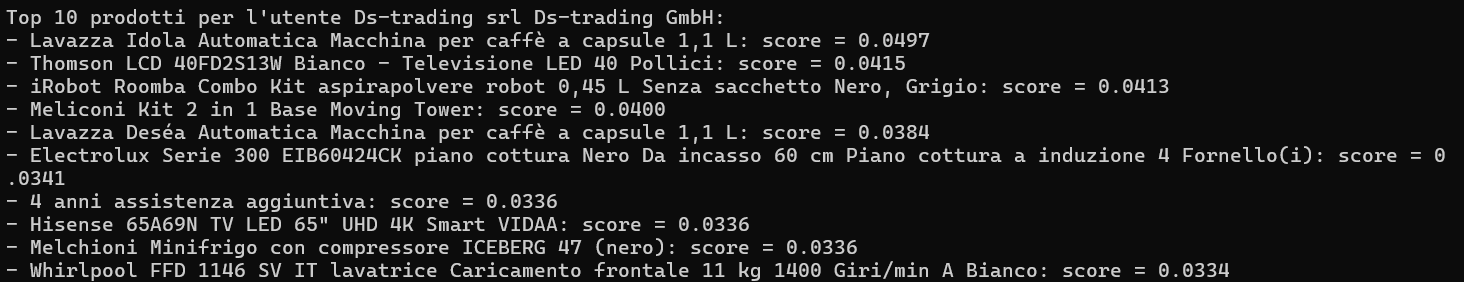 Top 10 prodotti per l'utente Ds-trading srl Ds-trading GmbH:
- Lavazza Idola Automatica Macchina per caffè a capsule 1,1 L: score = 0.0497
- Thomson LCD 40FD2S13W Bianco - Televisione LED 40 Pollici: score = 0.0415
- iRobot Roomba Combo Kit aspirapolvere robot 0,45 L Senza sacchetto Nero, Grigio: score = 0.0413
- Meliconi Kit 2 in 1 Base Moving Tower: score = 0.0400
- Lavazza Deséa Automatica Macchina per caffè a capsule 1,1 L: score = 0.0384
- Electrolux Serie 300 EIB60424CK piano cottura Nero Da incasso 60 cm Piano cottura a induzione 4 Fornello(i): score = 0
.0341
- 4 anni assistenza aggiuntiva: score = 0.0336
- Hisense 65A69N TV LED 65" UHD 4K Smart VIDAA: score = 0.0336
- Melchioni Minifrigo con compressore ICEBERG 47 (nero): score = 0.0336
- Whirlpool FFD 1146 SV IT lavatrice Caricamento frontale 11 kg 1400 Giri/min A Bianco: score = 0.0334